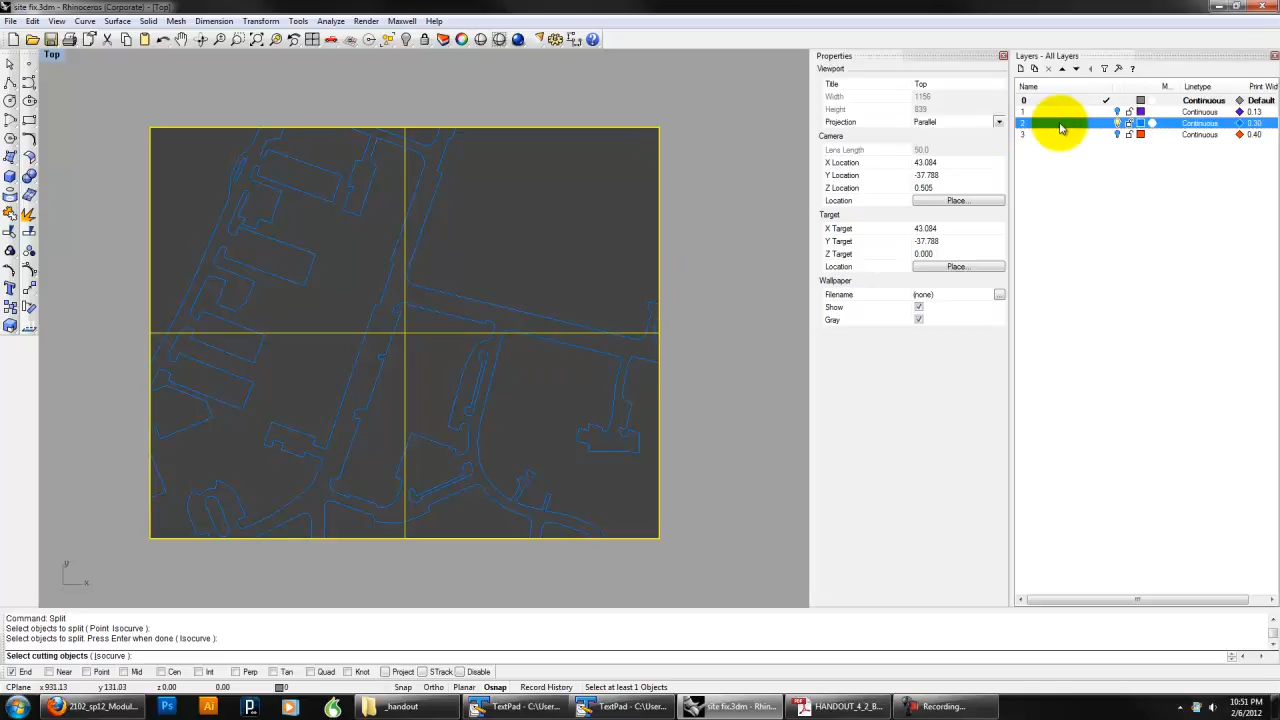 site fix.3dm - Rhinoceros (Corporate) - [Top]
File Edit View Curve Surface Solid Mesh Dimension Transform Tools Analyze Render Maxwell Help
Top
Properties
Viewport
Title Top
Width 1156
Height 839
Projection Parallel
Camera
Lens Length 50.0
X Location 43.084
Y Location -37.788
Z Location 0.505
Location Place...
Target
X Target 43.084
Y Target -37.788
Z Target 0.000
Location Place...
Wallpaper
Filename (none) ...
Show
Gray
Layers - All Layers
Name M... Linetype Print Wid
0 Continuous Default
1 Continuous 0.13
2 Continuous 0.30
3 Continuous 0.40
y
x
Command: Split
Select objects to split ( Point Isocurve ):
Select objects to split. Press Enter when done ( Isocurve ):
Select cutting objects ( Isocurve ):
End Near Point Mid Cen Int Perp Tan Quad Knot Project STrack Disable
CPlane x 931.13 y 131.03 z 0.00 0.00 0 Snap Ortho Planar Osnap Record History Select at least 1 Objects
2102_sp12_Modul... Ps Ai p _handout TextPad - C:\User... TextPad - C:\User... site fix.3dm - Rhin... HANDOUT_4_2_B... Recording...
10:51 PM
2/6/2012